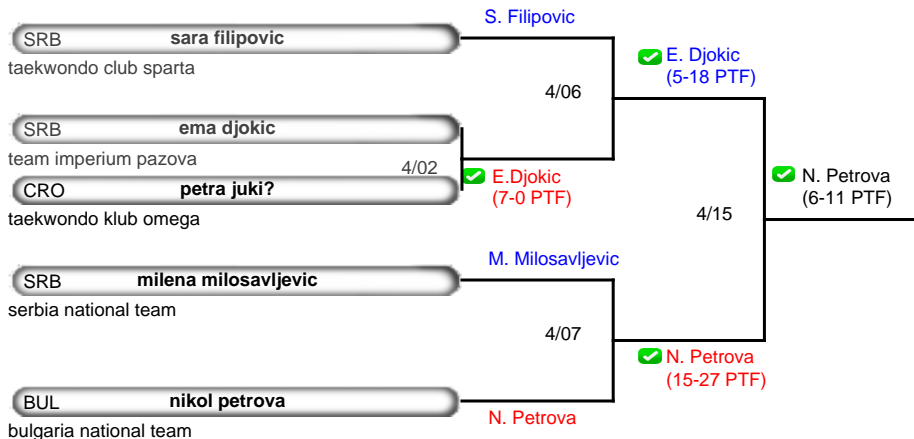 S. Filipovic
SRB sara filipovic
taekwondo club sparta
E. Djokic
(5-18 PTF)
4/06
SRB ema djokic
team imperium pazova
4/02
E.Djokic
(7-0 PTF)
CRO petra juki?
taekwondo klub omega
N. Petrova
(6-11 PTF)
4/15
M. Milosavljevic
SRB milena milosavljevic
serbia national team
4/07
N. Petrova
(15-27 PTF)
BUL nikol petrova
N. Petrova
bulgaria national team